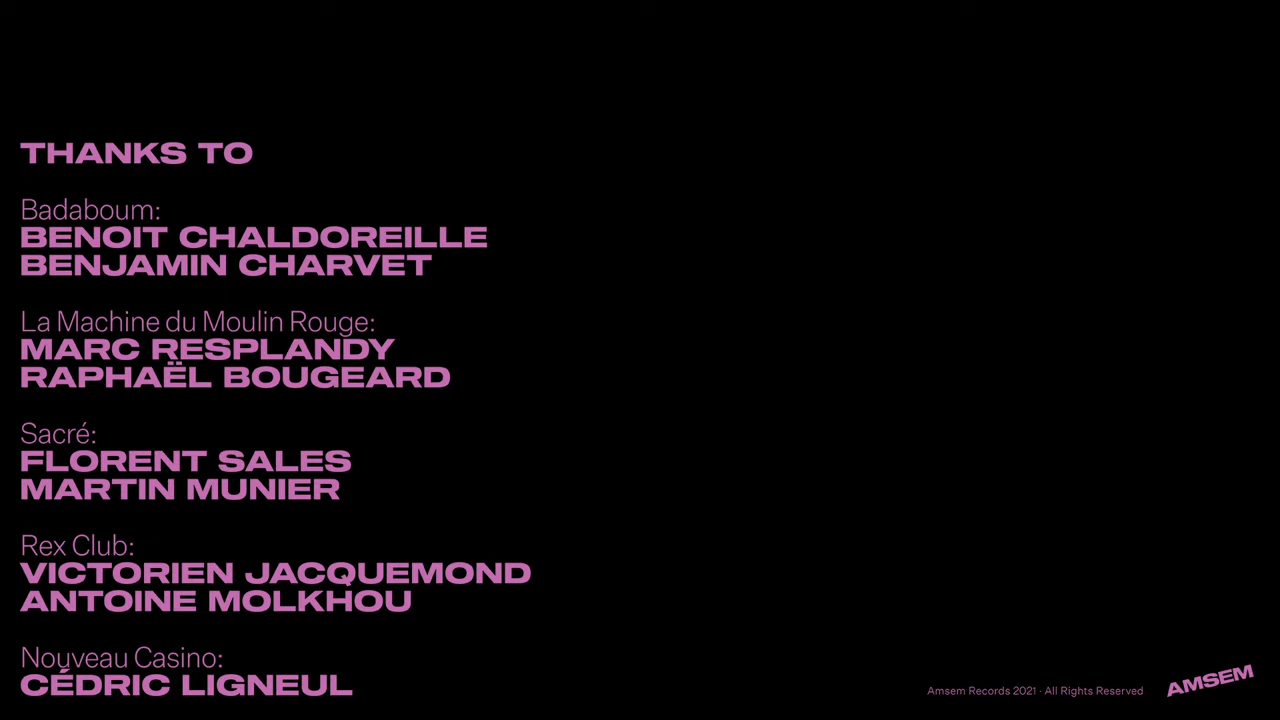 THANKS TO
Badaboum:
BENOIT CHALDOREILLE
BENJAMIN CHARVET
La Machine du Moulin Rouge:
MARC RESPLANDY
RAPHAËL BOUGEARD
Sacré:
FLORENT SALES
MARTIN MUNIER
Rex Club:
VICTORIEN JACQUEMOND
ANTOINE MOLKHOU
Nouveau Casino:
CÉDRIC LIGNEUL
Amsem Records 2021 · All Rights Reserved
AMSEM